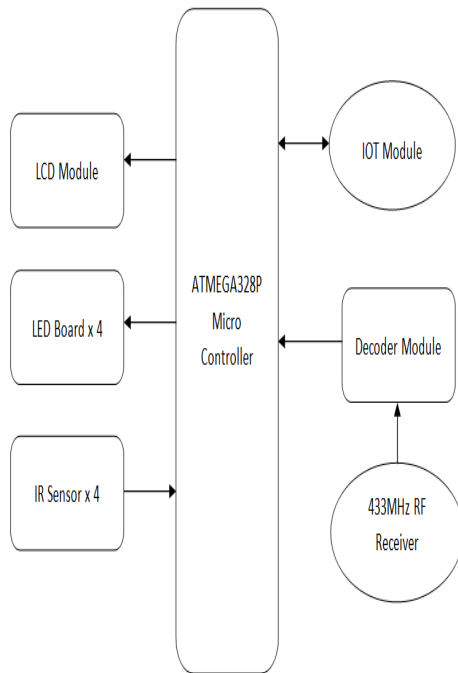 LCD Module
LED Board x 4
IR Sensor x 4
ATMEGA328P
Micro
Controller
IOT Module
Decoder Module
433MHz RF
Receiver